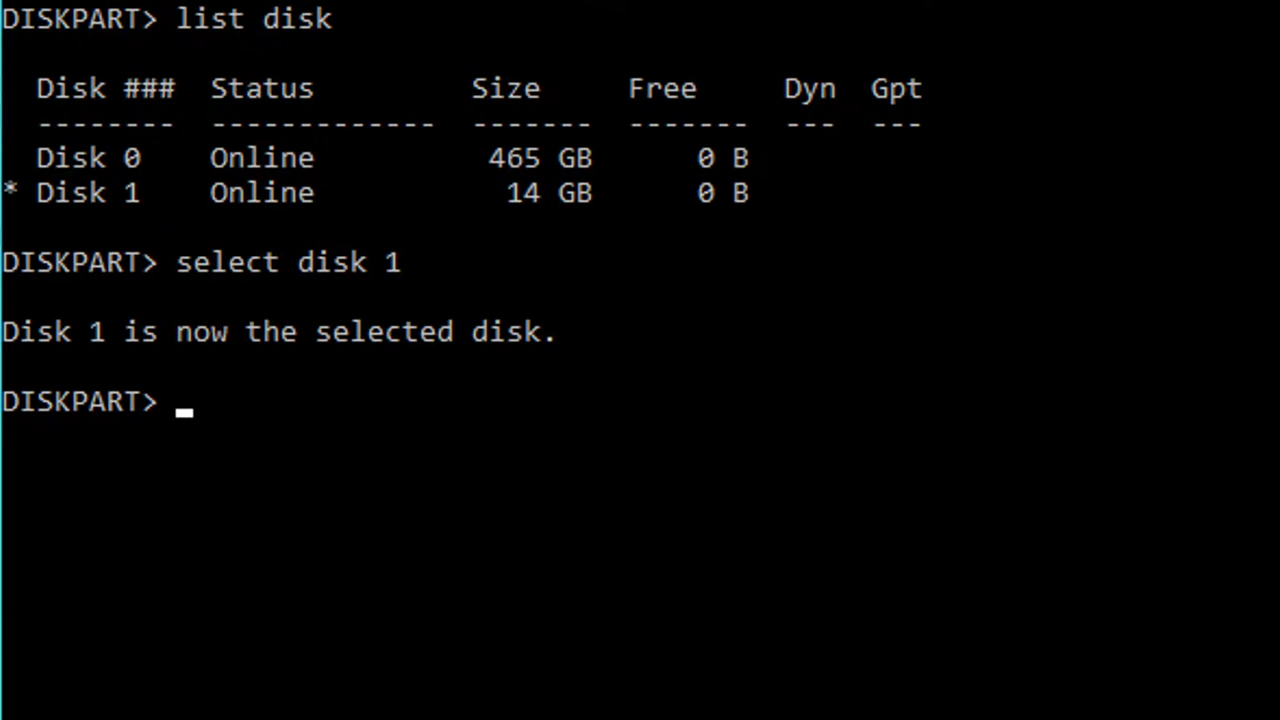 DISKPART> list disk
  Disk ###  Status         Size     Free     Dyn  Gpt
  --------  -------------  -------  -------  ---  ---
  Disk 0    Online          465 GB      0 B
* Disk 1    Online           14 GB      0 B
DISKPART> select disk 1
Disk 1 is now the selected disk.
DISKPART> _